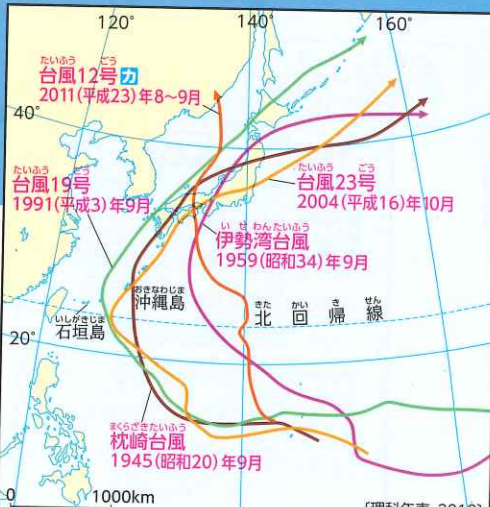 120°
140°
160°
たいふう ごう
台風12号 カ
2011(平成23)年8〜9月
40°
たいふう ごう
台風19号
1991(平成3)年9月
たいふう ごう
台風23号
2004(平成16)年10月
いせわんたいふう
伊勢湾台風
1959(昭和34)年9月
おきなわじま
沖縄島
いしがきじま
石垣島
きた かい き せん
北回帰線
20°
まくらざきたいふう
枕崎台風
1945(昭和20)年9月
0 1000km